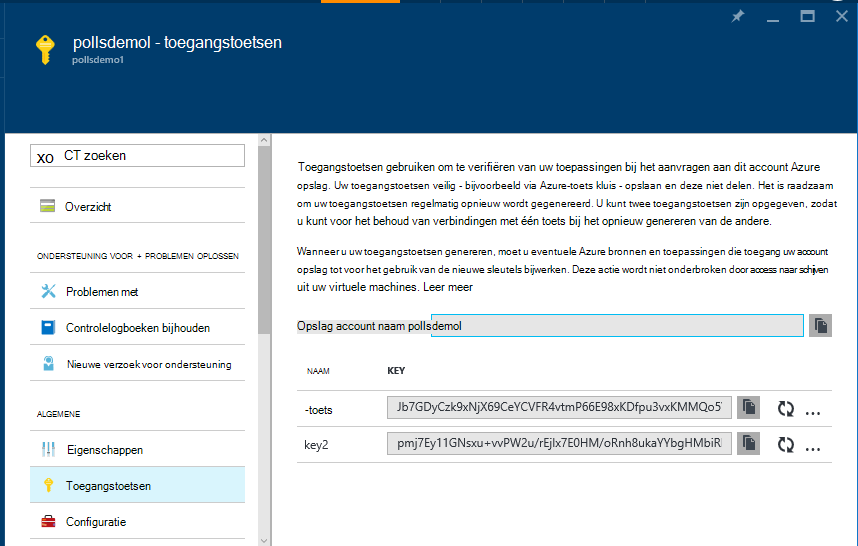 pollsdemol - toegangstoetsen
pollsdemo1
xo CT zoeken
Overzicht
ONDERSTEUNING VOOR + PROBLEMEN OPLOSSEN
Problemen met
Controlelogboeken bijhouden
Nieuwe verzoek voor ondersteuning
ALGEMENE
Eigenschappen
Toegangstoetsen
Configuratie
Toegangstoetsen gebruiken om te verifiëren van uw toepassingen bij het aanvragen aan dit account Azure
opslag. Uw toegangstoetsen veilig - bijvoorbeeld via Azure-toets kluis - opslaan en deze niet delen. Het is raadzaam
om uw toegangstoetsen regelmatig opnieuw wordt gegenereerd. U kunt twee toegangstoetsen zijn opgegeven, zodat
u kunt voor het behoud van verbindingen met één toets bij het opnieuw genereren van de andere.
Wanneer u uw toegangstoetsen genereren, moet u eventuele Azure bronnen en toepassingen die toegang uw account
opslag tot voor het gebruik van de nieuwe sleutels bijwerken. Deze actie wordt niet onderbroken door access naar schijven
uit uw virtuele machines. Leer meer
Opslag account naam pollsdemol
NAAM KEY
-toets Jb7GDyCzk9xNjX69CeYCVFR4vtmP66E98xKDfpu3vxKMMQo5
key2 pmj7Ey11GNsxu+vvPW2u/rEjIx7E0HM/oRnh8ukaYYbgHMbiR